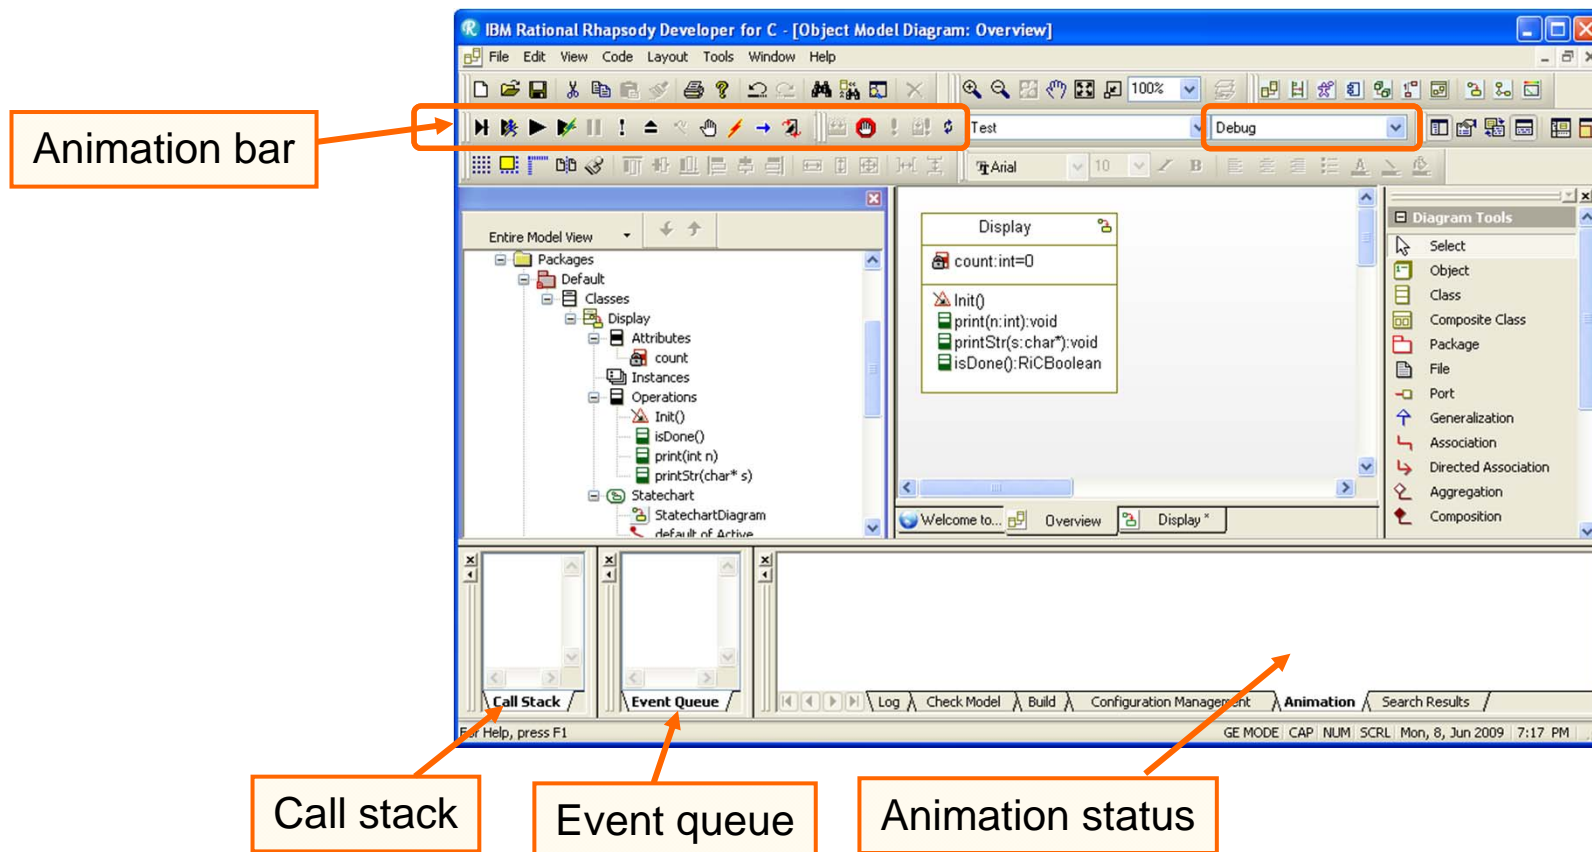 IBM Rational Rhapsody Developer for C - [Object Model Diagram: Overview]
File Edit View Code Layout Tools Window Help
100%
Animation bar
Test
Debug
Arial
10
B
A
Entire Model View
Packages
Default
Classes
Display
Attributes
count
Instances
Operations
Init()
isDone()
print(int n)
printStr(char* s)
Statechart
StatechartDiagram
default of Active
Display
count:int=0
Init()
print(n:int):void
printStr(s:char*):void
isDone():RiCBoolean
Welcome to... Overview Display *
Diagram Tools
Select
Object
Class
Composite Class
Package
File
Port
Generalization
Association
Directed Association
Aggregation
Composition
Call Stack
Event Queue
Log Check Model Build Configuration Management Animation Search Results
For Help, press F1
GE MODE CAP NUM SCRL Mon, 8, Jun 2009 7:17 PM
Call stack
Event queue
Animation status